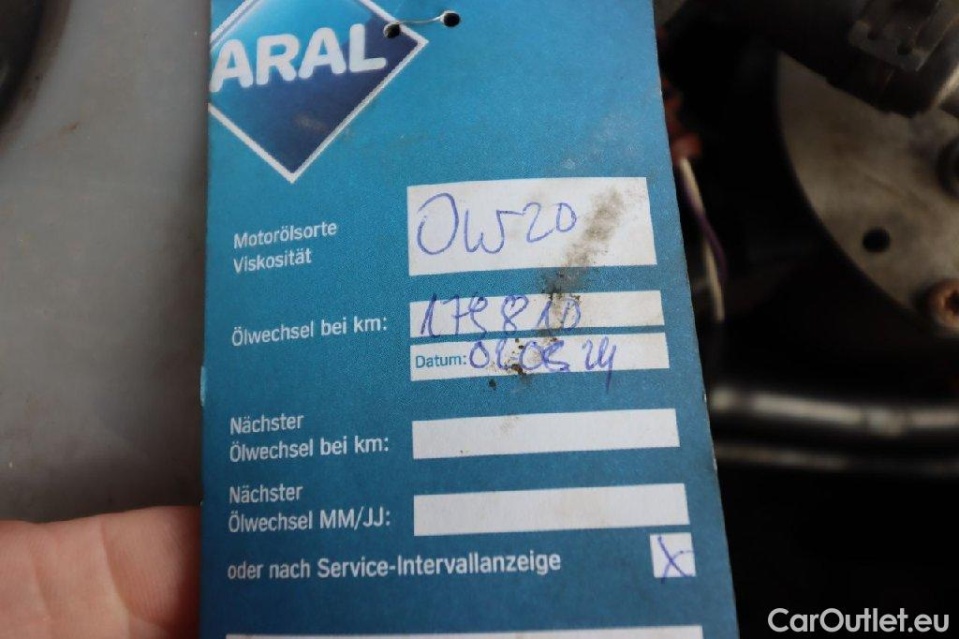 ARAL
Motorölsorte
Viskosität
0W20
Ölwechsel bei km:
179810
Datum:
Nächster
Ölwechsel bei km:
Nächster
Ölwechsel MM/JJ:
oder nach Service-Intervallanzeige
X
CarOutlet.eu